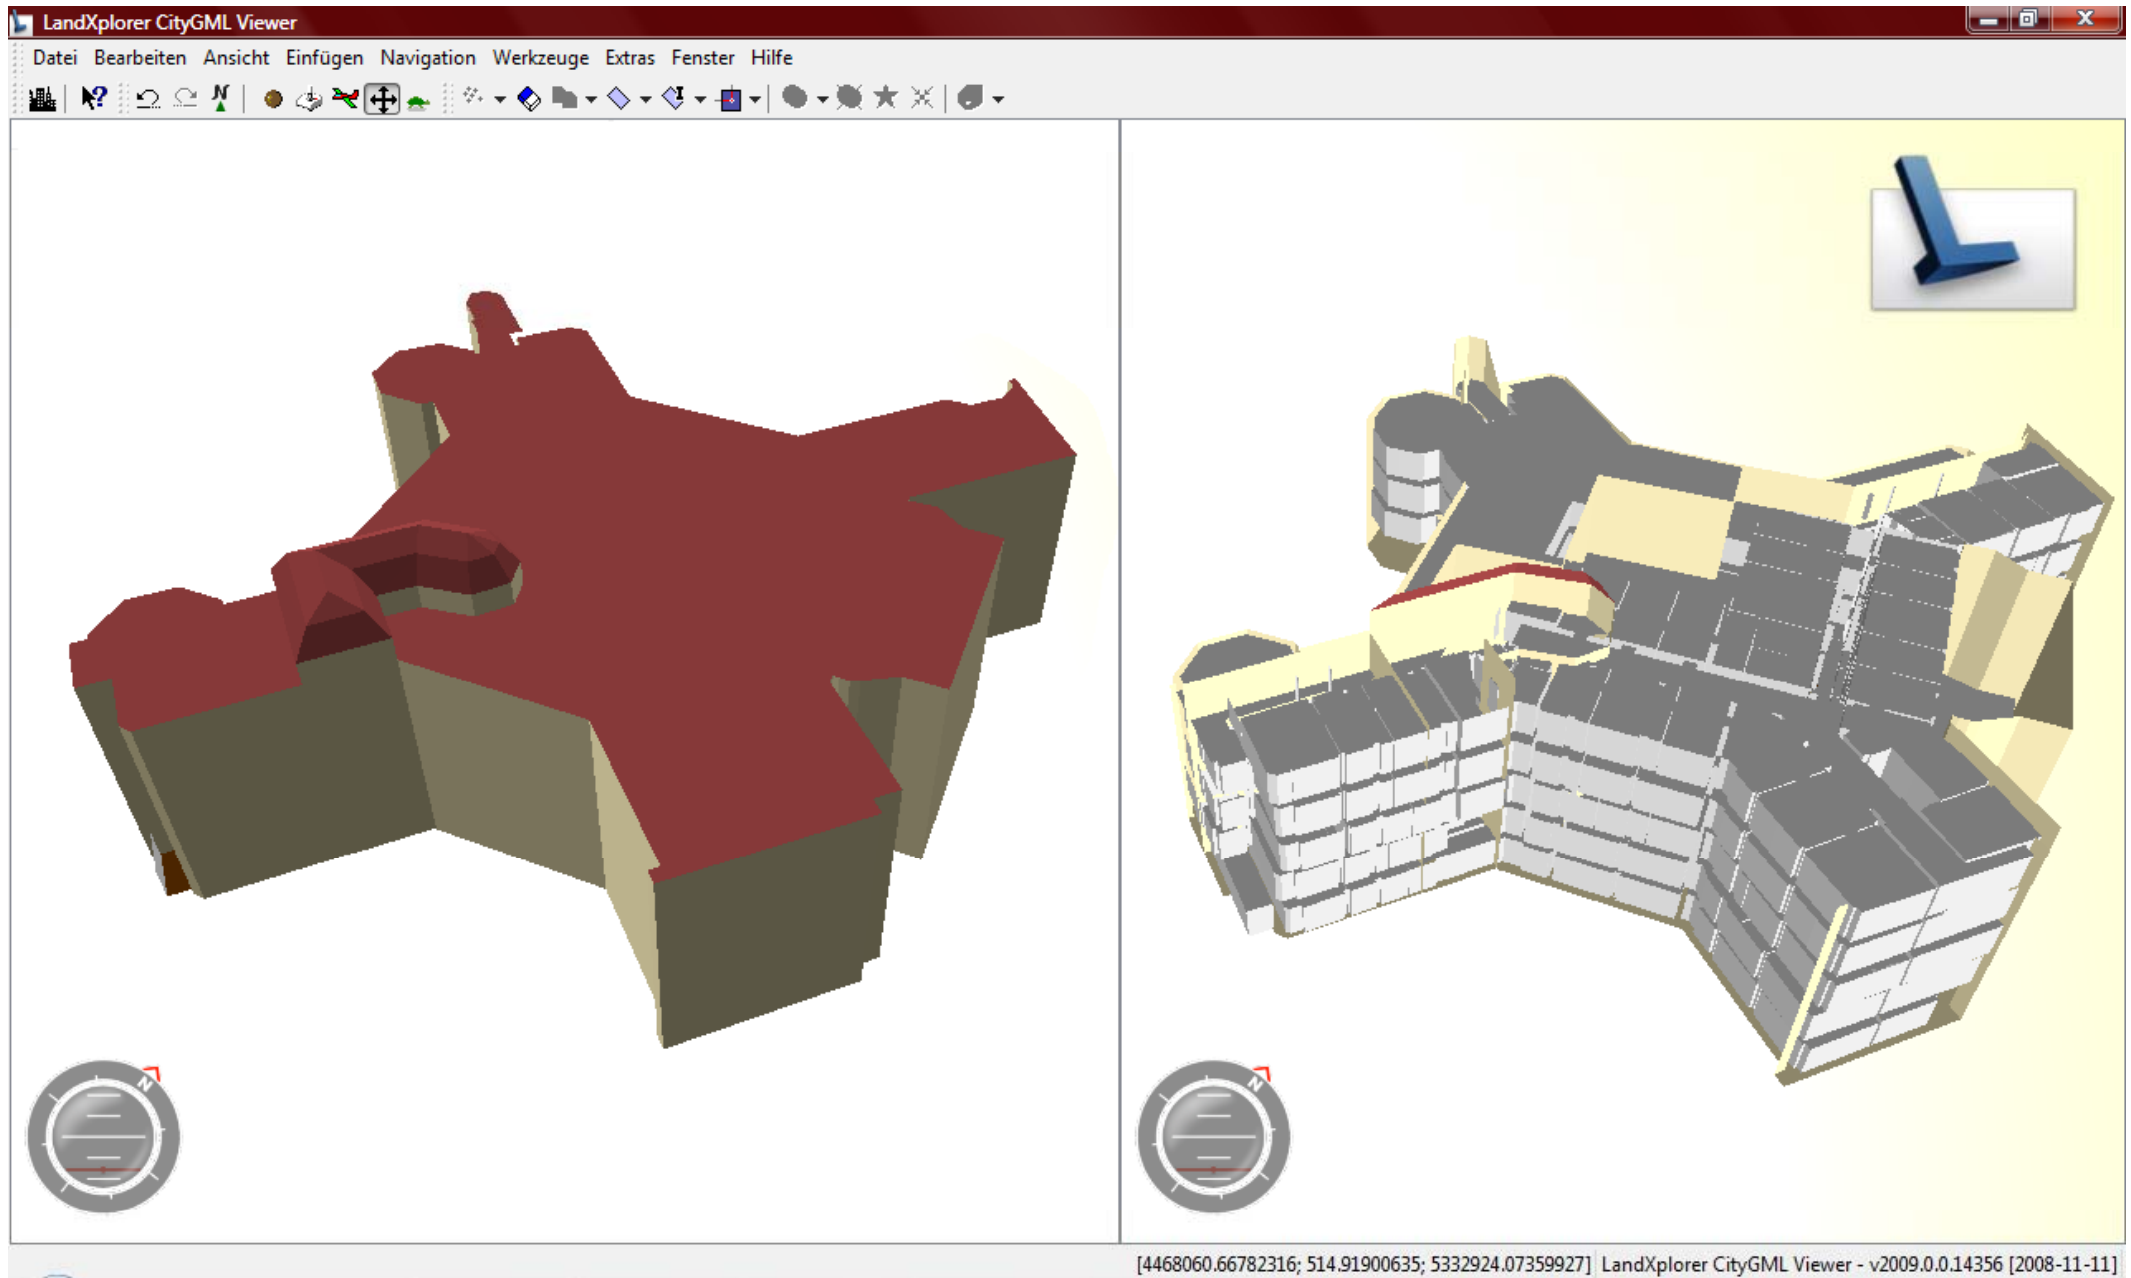 LandXplorer CityGML Viewer
Datei Bearbeiten Ansicht Einfügen Navigation Werkzeuge Extras Fenster Hilfe
N
N N
[4468060.66782316; 514.91900635; 5332924.07359927] LandXplorer CityGML Viewer - v2009.0.0.14356 [2008-11-11]